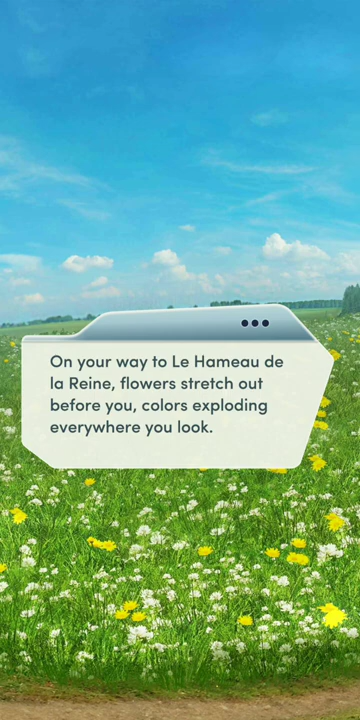 On your way to Le Hameau de
la Reine, flowers stretch out
before you, colors exploding
everywhere you look.